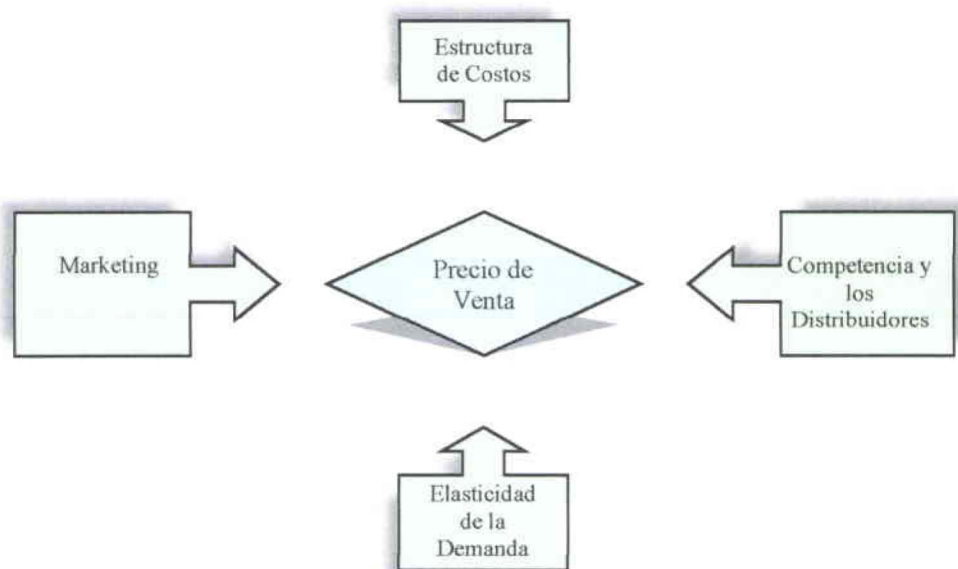 Estructura
de Costos
Marketing
Precio de
Venta
Competencia y
los
Distribuidores
Elasticidad
de la
Demanda